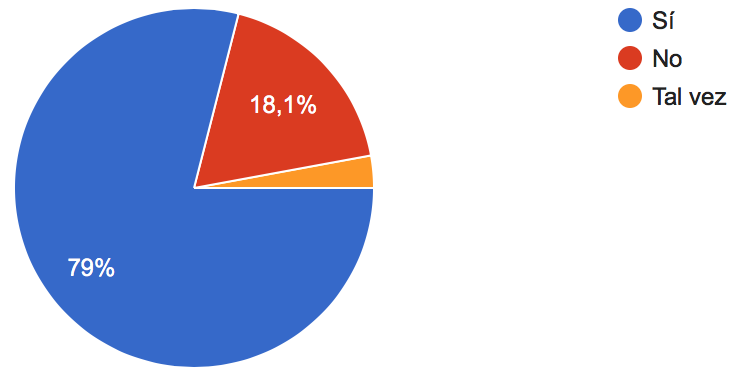 Sí
No
Tal vez
18,1%
79%